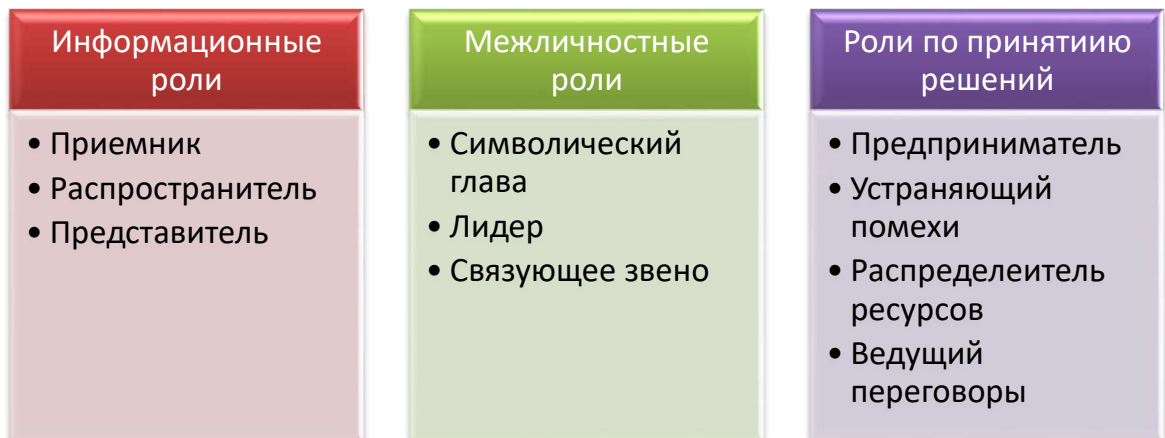 Информационные
роли
• Приемник
• Распространитель
• Представитель
Межличностные
роли
• Символический
глава
• Лидер
• Связующее звено
Роли по принятиию
решений
• Предприниматель
• Устраняющий
помехи
• Распределеитель
ресурсов
• Ведущий
переговоры